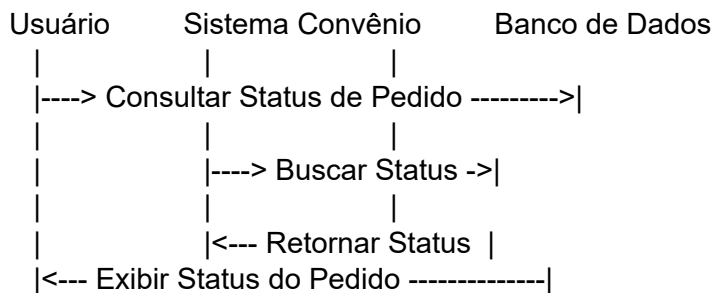 Usuário Sistema Convênio Banco de Dados
| | |
|----> Consultar Status de Pedido --------->|
| | |
| |----> Buscar Status ->|
| | |
| |<--- Retornar Status |
|<--- Exibir Status do Pedido --------------|